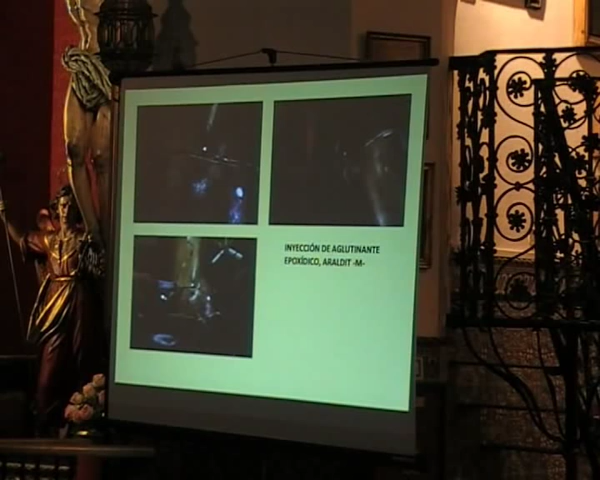 INYECCIÓN DE AGLUTINANTE
EPOXÍDICO, ARALDIT -M-